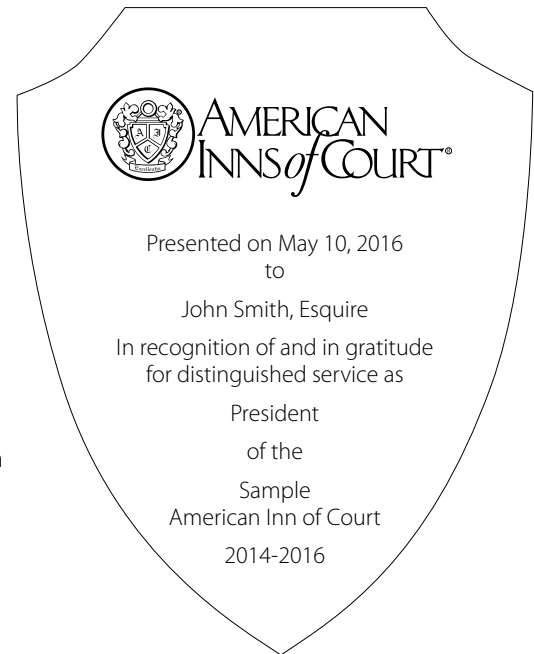 AMERICAN
INNS of COURT®
A I
C
Excellentia
Presented on May 10, 2016
to
John Smith, Esquire
In recognition of and in gratitude
for distinguished service as
President
of the
Sample
American Inn of Court
2014-2016